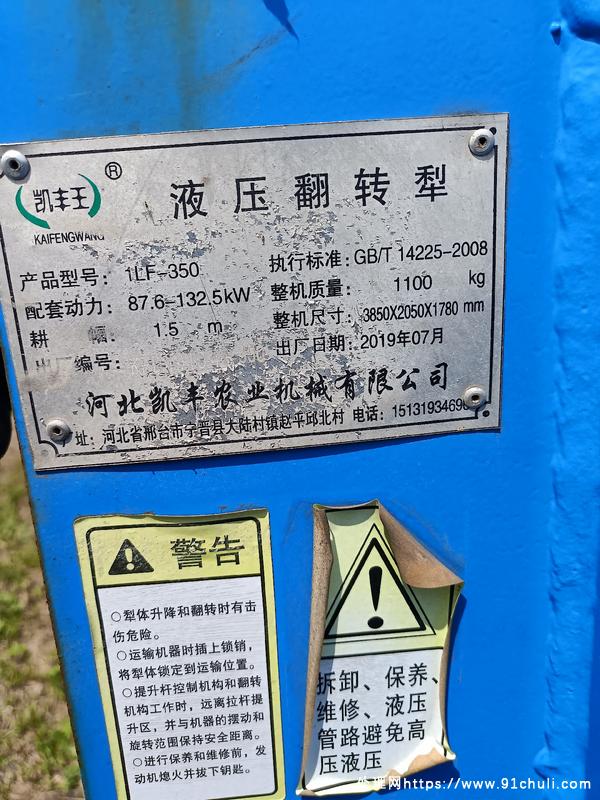 凯丰王®
KAIFENGWANG
液压翻转犁
产品型号：1LF-350
执行标准：GB/T 14225-2008
配套动力：87.6-132.5kW
整机质量：1100 kg
耕 幅：1.5 m
整机尺寸：3850X2050X1780 mm
出厂编号：
出厂日期：2019年07月
河北凯丰农业机械有限公司
址：河北省邢台市宁晋县大陆村镇赵平邱北村 电话：1513193469
警告
○犁体升降和翻转时有击
伤危险。
○运输机器时插上锁销，
将犁体锁定到运输位置。
○提升杆控制机构和翻转
机构工作时，远离拉杆提
升区，并与机器的摆动和
旋转范围保持安全距离。
○进行保养和维修前，发
动机熄火并拔下钥匙。
拆卸、保养、
维修、液压
管路避免高
压液压
处理网https://www.91chuli.com